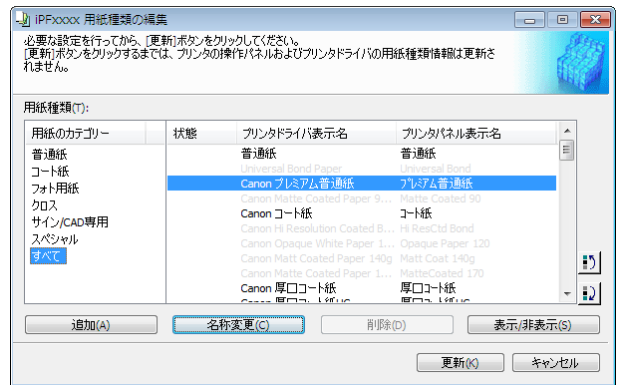 iPFxxxx 用紙種類の編集
必要な設定を行ってから、[更新]ボタンをクリックしてください。
[更新]ボタンをクリックするまでは、プリンタの操作パネルおよびプリンタドライバの用紙種類情報は更新さ
れません。
用紙種類(T):
用紙のカテゴリー 状態 プリンタドライバ表示名 プリンタパネル表示名
普通紙
コート紙
フォト用紙
クロス
サイン/CAD専用
スペシャル
すべて
普通紙 普通紙
Universal Bond Paper Universal Bond
Canon プレミアム普通紙 プレミアム普通紙
Canon Matte Coated Paper 9... Matte Coated 90
Canon コート紙 コート紙
Canon Hi Resolution Coated B... Hi ResCtd Bond
Canon Opaque White Paper 1... Opaque Paper 120
Canon Matt Coated Paper 140g Matt Coat 140g
Canon Matte Coated Paper 1... MatteCoated 170
Canon 厚口コート紙 厚口コート紙
追加(A) 名称変更(C) 削除(D) 表示/非表示(S)
更新(K) キャンセル